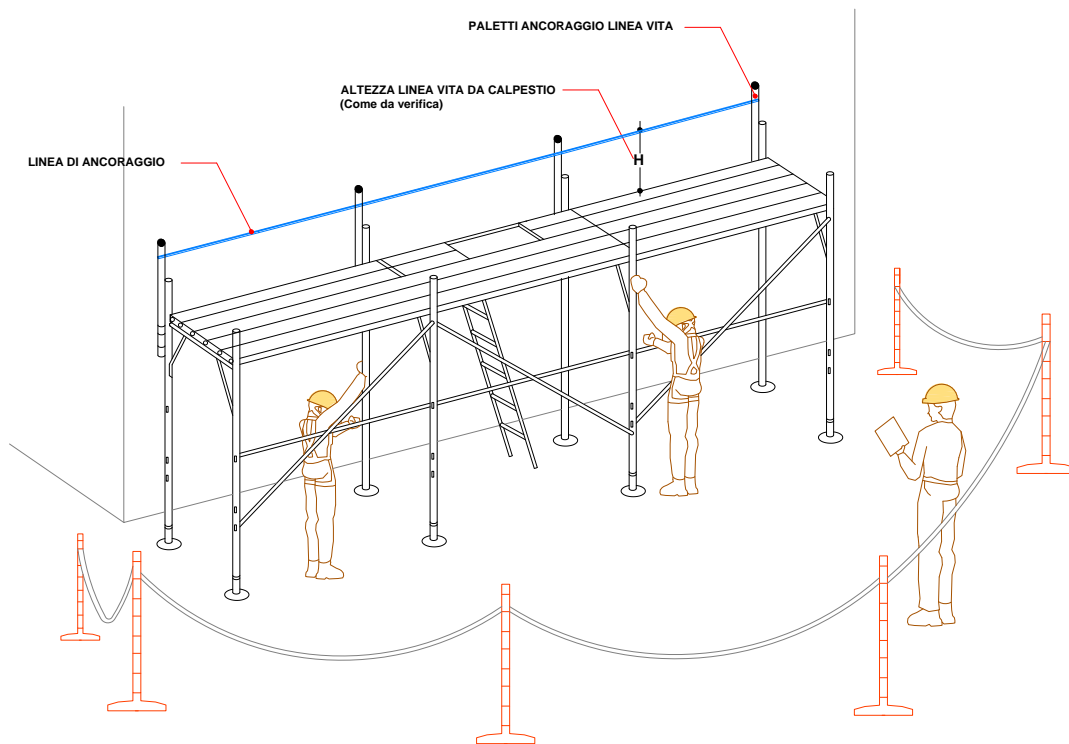 PALETTI ANCORAGGIO LINEA VITA
ALTEZZA LINEA VITA DA CALPESTIO
(Come da verifica)
LINEA DI ANCORAGGIO
H